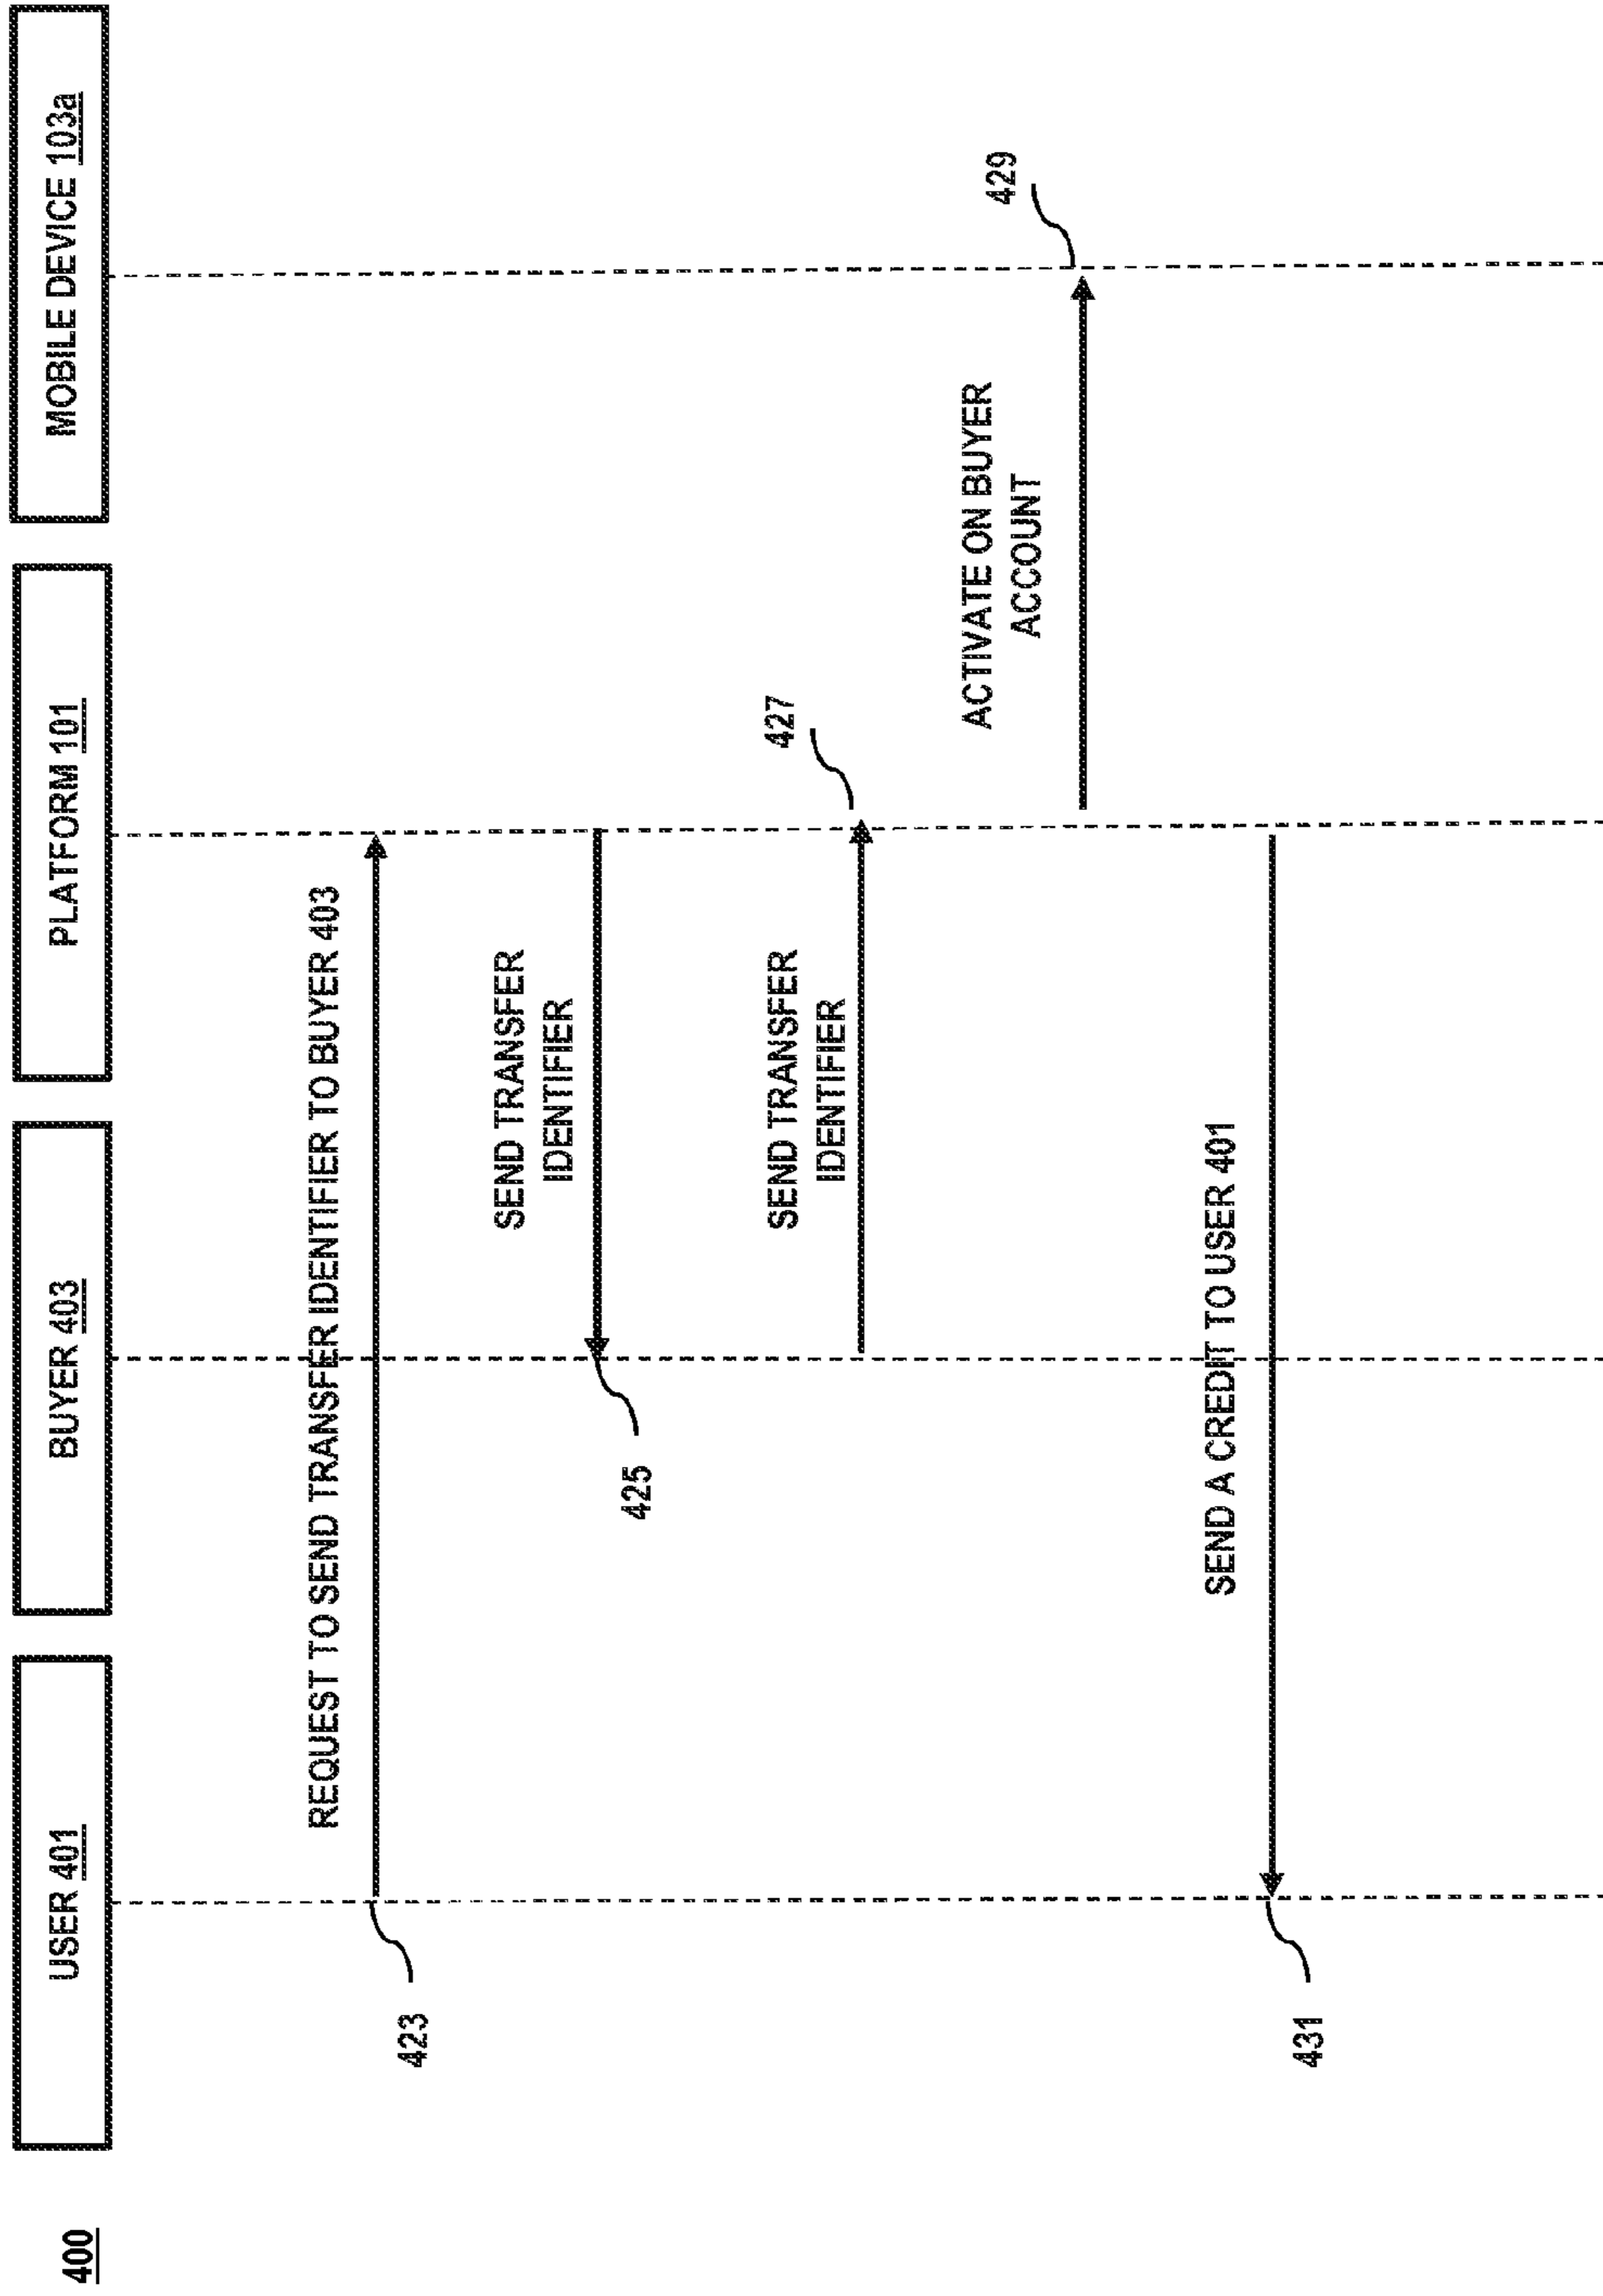 400
USER 401
BUYER 403
PLATFORM 101
MOBILE DEVICE 103a
REQUEST TO SEND TRANSFER IDENTIFIER TO BUYER 403
423
SEND TRANSFER
IDENTIFIER
425
SEND TRANSFER
IDENTIFIER
427
ACTIVATE ON BUYER
ACCOUNT
429
SEND A CREDIT TO USER 401
431